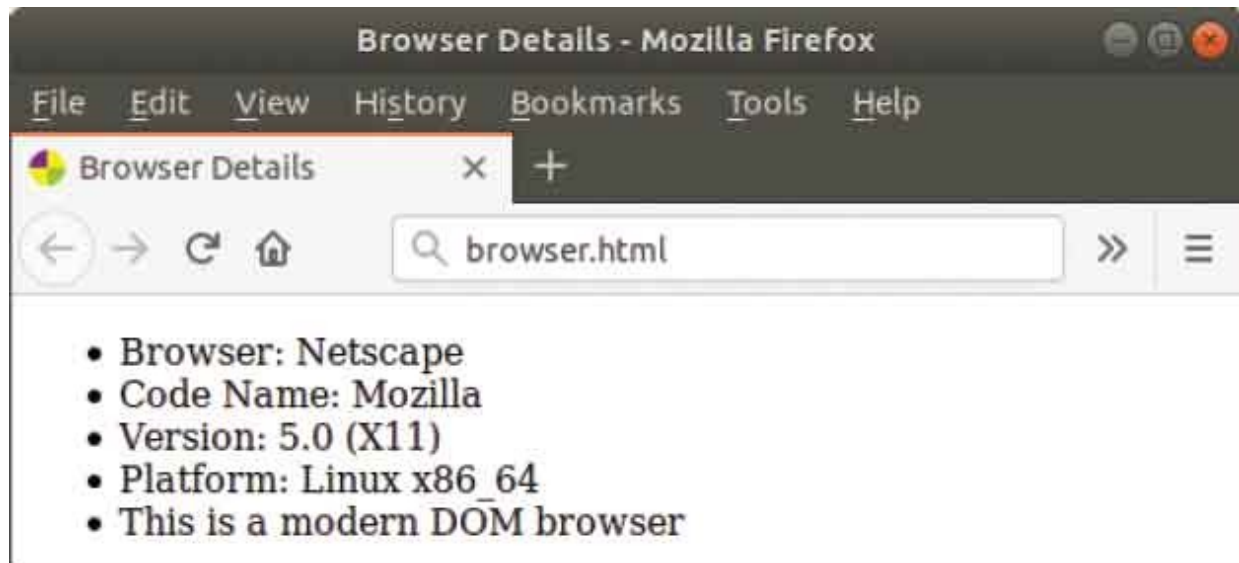 Browser Details - Mozilla Firefox
File Edit View History Bookmarks Tools Help
Browser Details
browser.html
• Browser: Netscape
• Code Name: Mozilla
• Version: 5.0 (X11)
• Platform: Linux x86_64
• This is a modern DOM browser